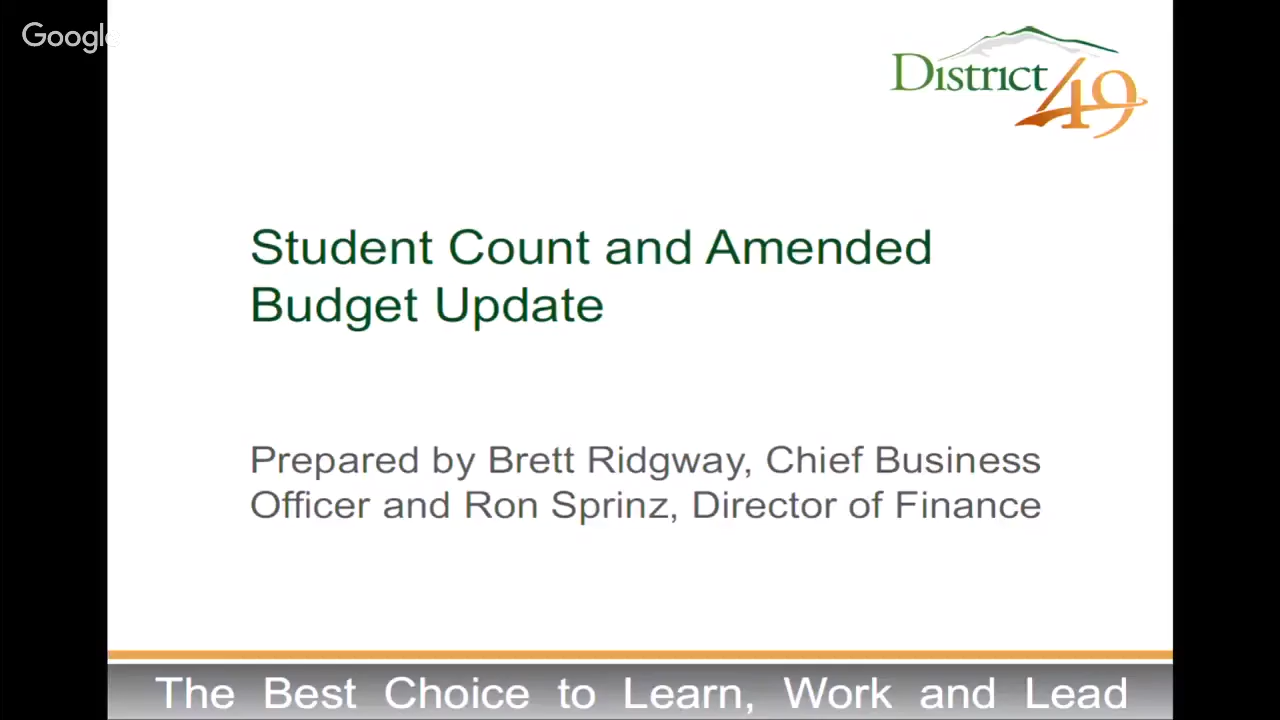 Google
District 49
Student Count and Amended
Budget Update
Prepared by Brett Ridgway, Chief Business
Officer and Ron Sprinz, Director of Finance
The Best Choice to Learn, Work and Lead